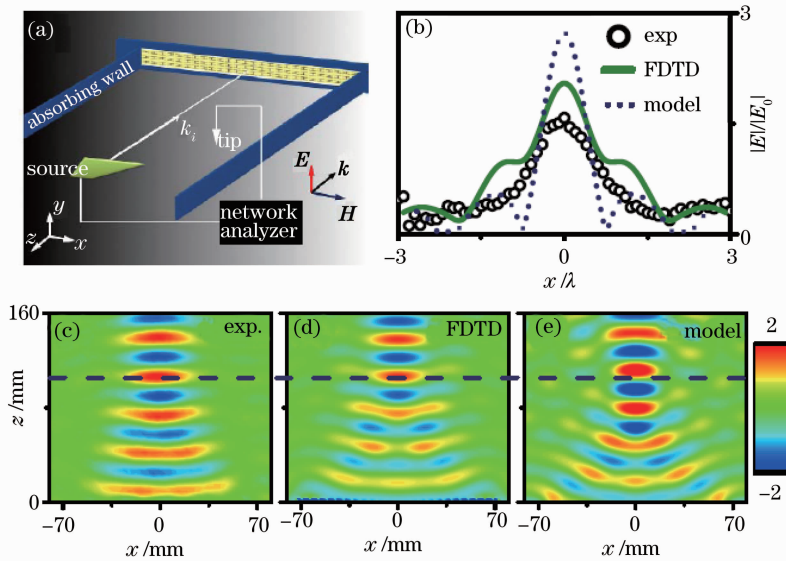 (a)
absorbing wall
k_i
tip
source
E
k
H
network
analyzer
y
z
x
(b)
exp
FDTD
model
3
0
|E|/|E_0|
−3
0
3
x/λ
(c)
exp.
(d)
FDTD
(e)
model
160
z/mm
0
−70
0
70
x/mm
−70
0
70
x/mm
−70
0
70
x/mm
2
−2